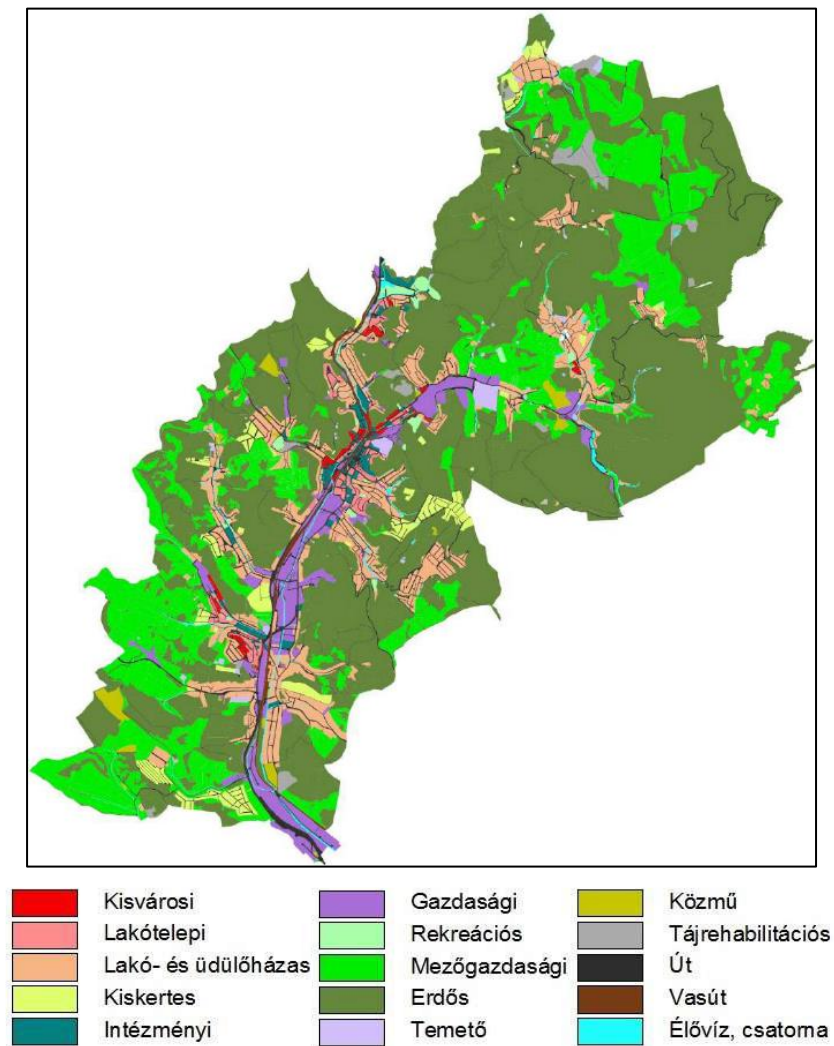 Kisvárosi
Lakótelepi
Lakó- és üdülőházas
Kiskertes
Intézményi
Gazdasági
Rekreációs
Mezőgazdasági
Erdős
Temető
Közmű
Tájrehabilitációs
Út
Vasút
Élővíz, csatorna